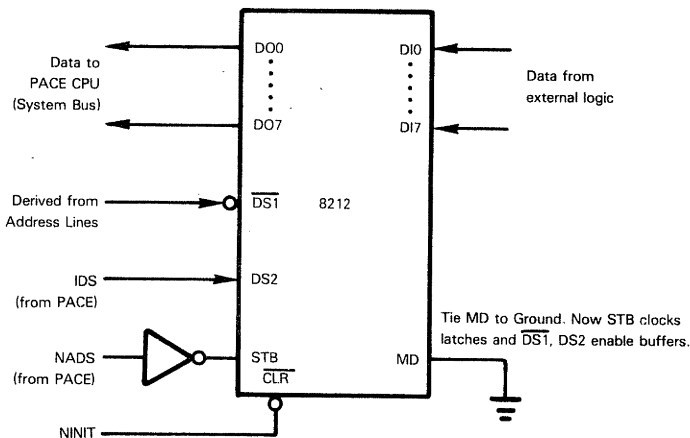 Data to
PACE CPU
(System Bus)
DO0
DO7
DI0
DI7
Data from
external logic
Derived from
Address Lines
DS1
8212
IDS
(from PACE)
DS2
Tie MD to Ground. Now STB clocks
latches and DS1, DS2 enable buffers.
NADS
(from PACE)
STB
CLR
MD
NINIT